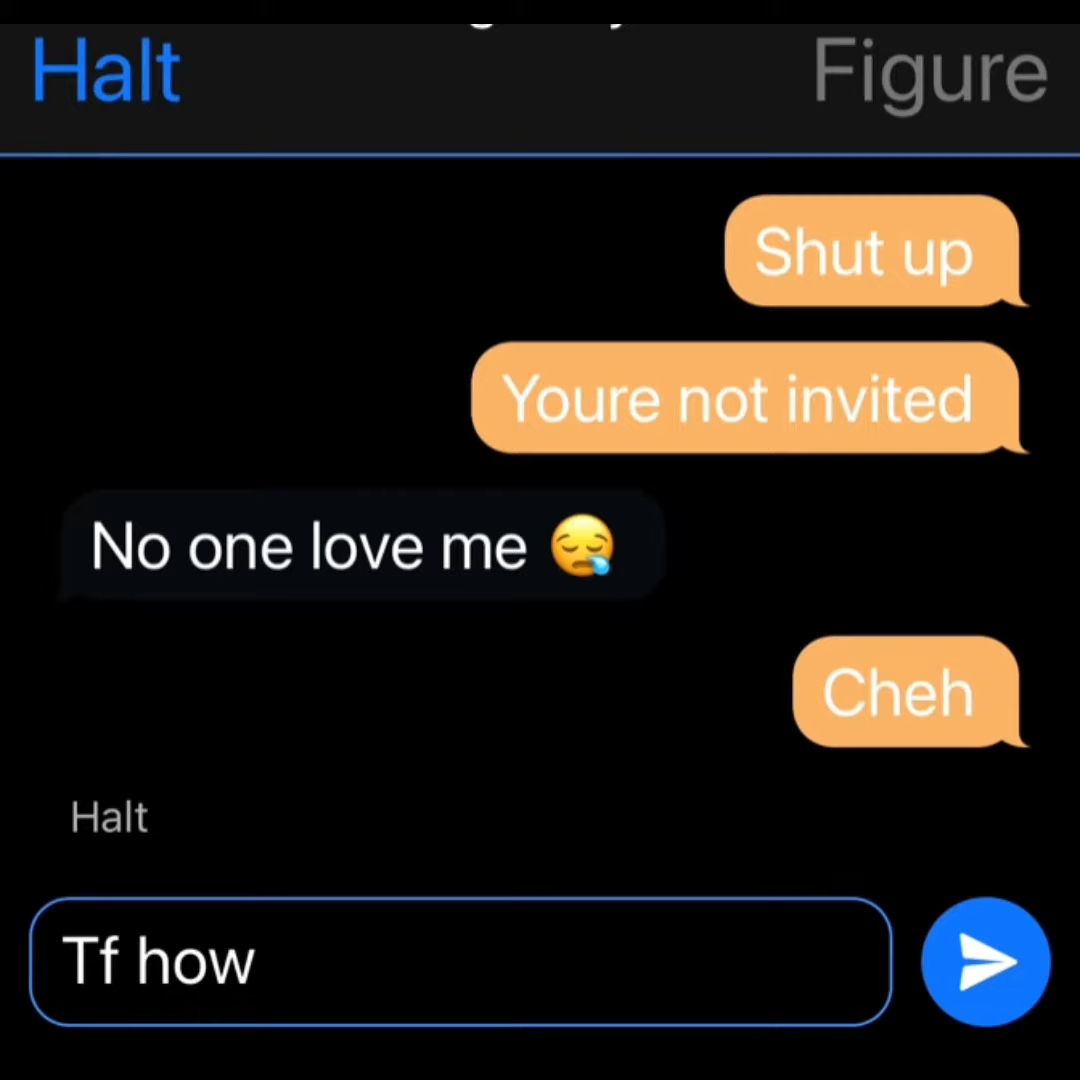 Halt
Figure
Shut up
Youre not invited
No one love me 😪
Cheh
Halt
Tf how